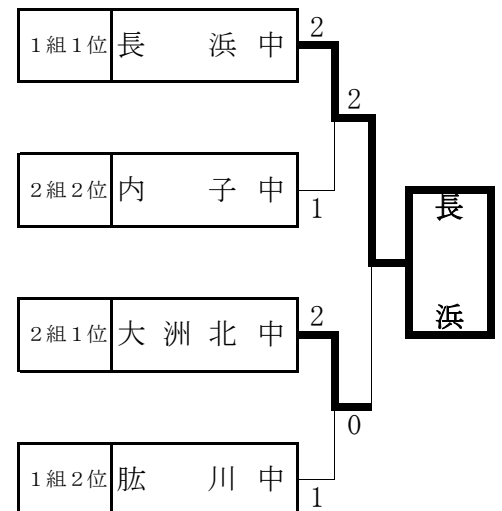 1組1位 長浜中 2
2
2組2位 内子中 1
長浜
2組1位 大洲北中 2
0
1組2位 肱川中 1